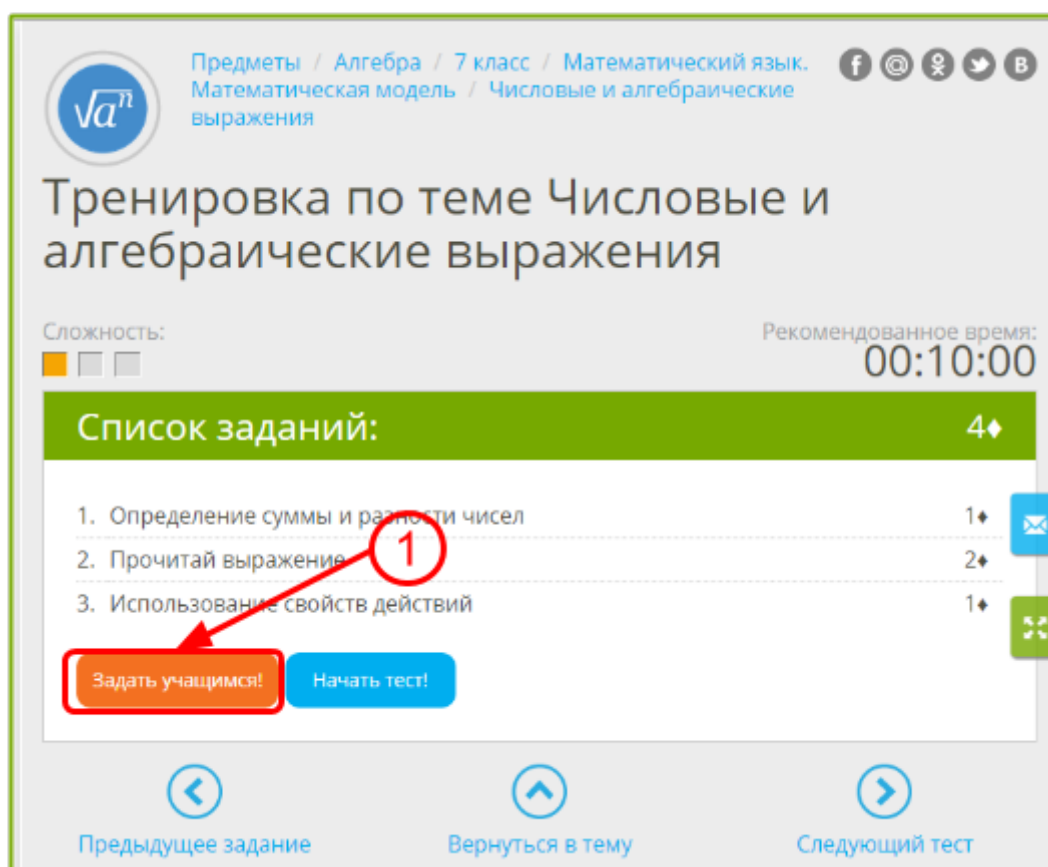 √aⁿ
Предметы / Алгебра / 7 класс / Математический язык.
Математическая модель / Числовые и алгебраические
выражения
Тренировка по теме Числовые и
алгебраические выражения
Сложность:
Рекомендованное время:
00:10:00
Список заданий: 4♦
1. Определение суммы и разности чисел 1♦
2. Прочитай выражение 2♦
3. Использование свойств действий 1♦
1
Задать учащимся! Начать тест!
Предыдущее задание Вернуться в тему Следующий тест